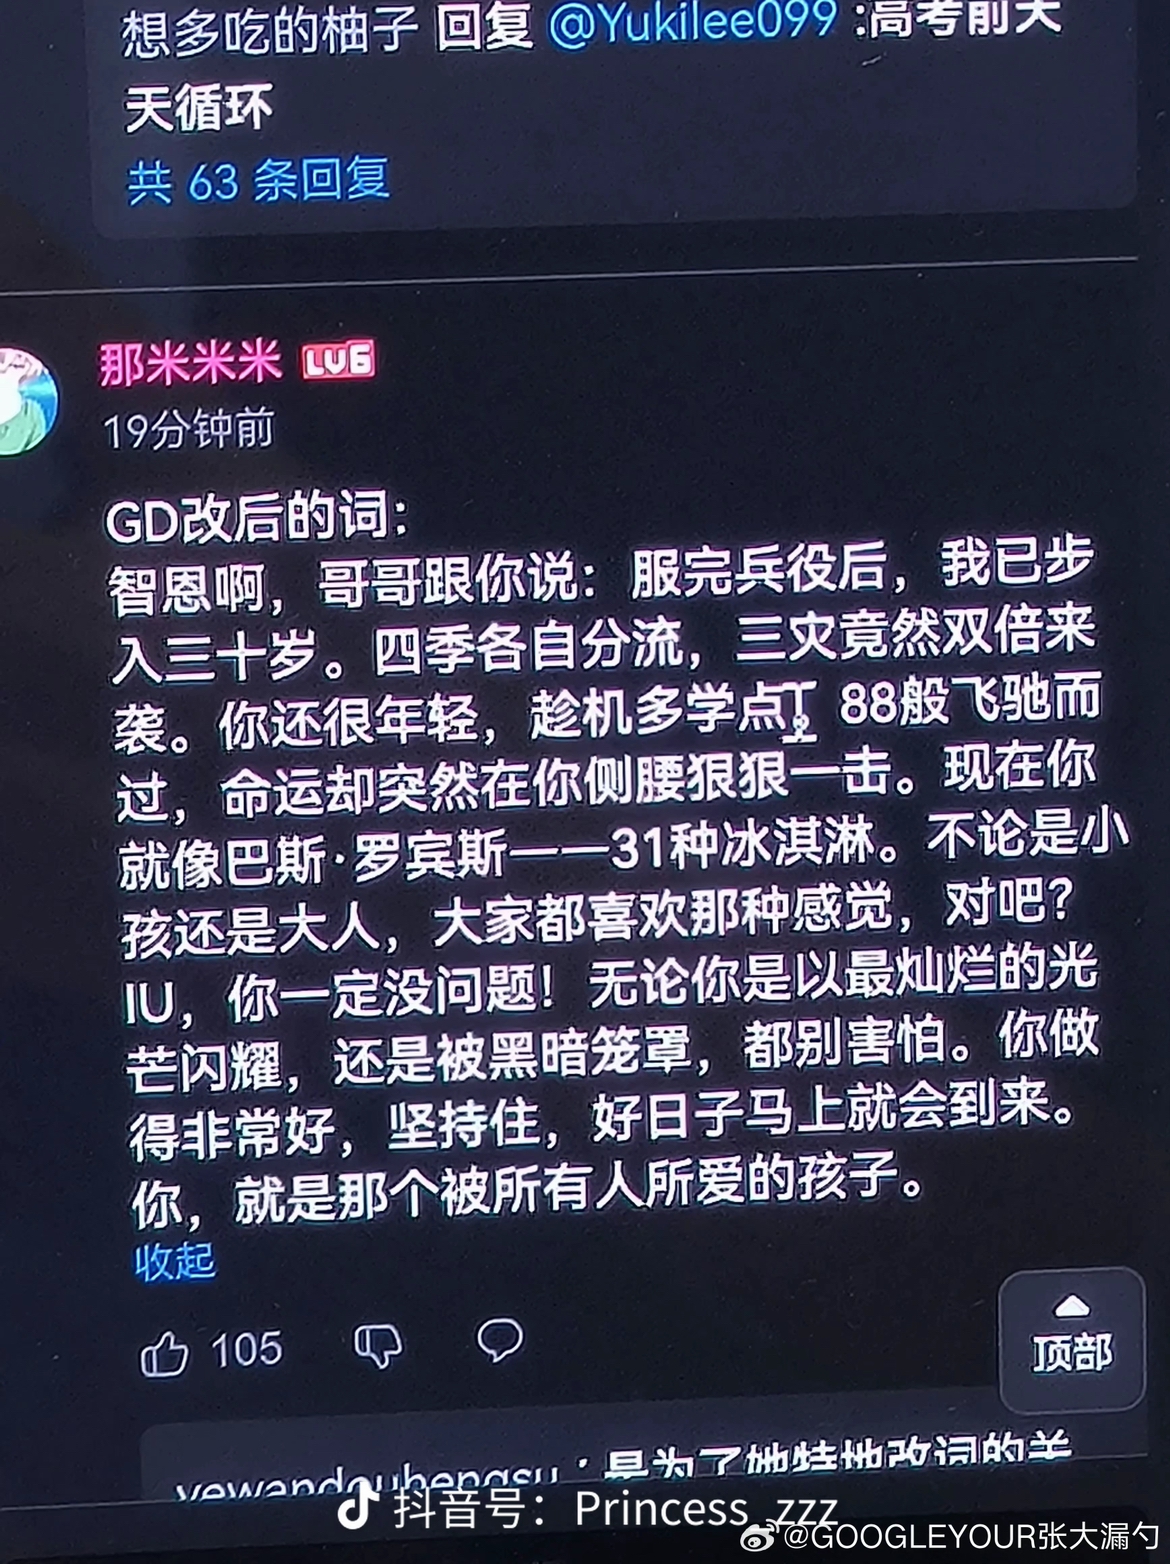 想多吃的柚子 回复 @Yukilee099 :高考前天
天循环
共 63 条回复
那米米米 LV6
19分钟前
GD改后的词：
智恩啊，哥哥跟你说：服完兵役后，我已步
入三十岁。四季各自分流，三灾竟然双倍来
袭。你还很年轻，趁机多学点。88般飞驰而
过，命运却突然在你侧腰狠狠一击。现在你
就像巴斯·罗宾斯——31种冰淇淋。不论是小
孩还是大人，大家都喜欢那种感觉，对吧？
IU，你一定没问题！无论你是以最灿烂的光
芒闪耀，还是被黑暗笼罩，都别害怕。你做
得非常好，坚持住，好日子马上就会到来。
你，就是那个被所有人所爱的孩子。
收起
105
顶部
yewandouhengsu：是为了她特地改词的关
抖音号：Princess_zzz
@GOOGLEYOUR张大漏勺